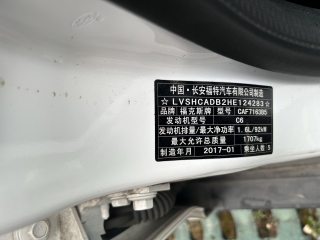 中国·长安福特汽车有限公司制造
☆LVSHCADB2HE124283☆
品牌 福克斯牌 型号 CAF7163B5
发动机型号 C6
发动机排量/最大净功率 1.6L/92kW
最大允许总质量 1707kg
制造年月 2017-01 乘坐人数 5